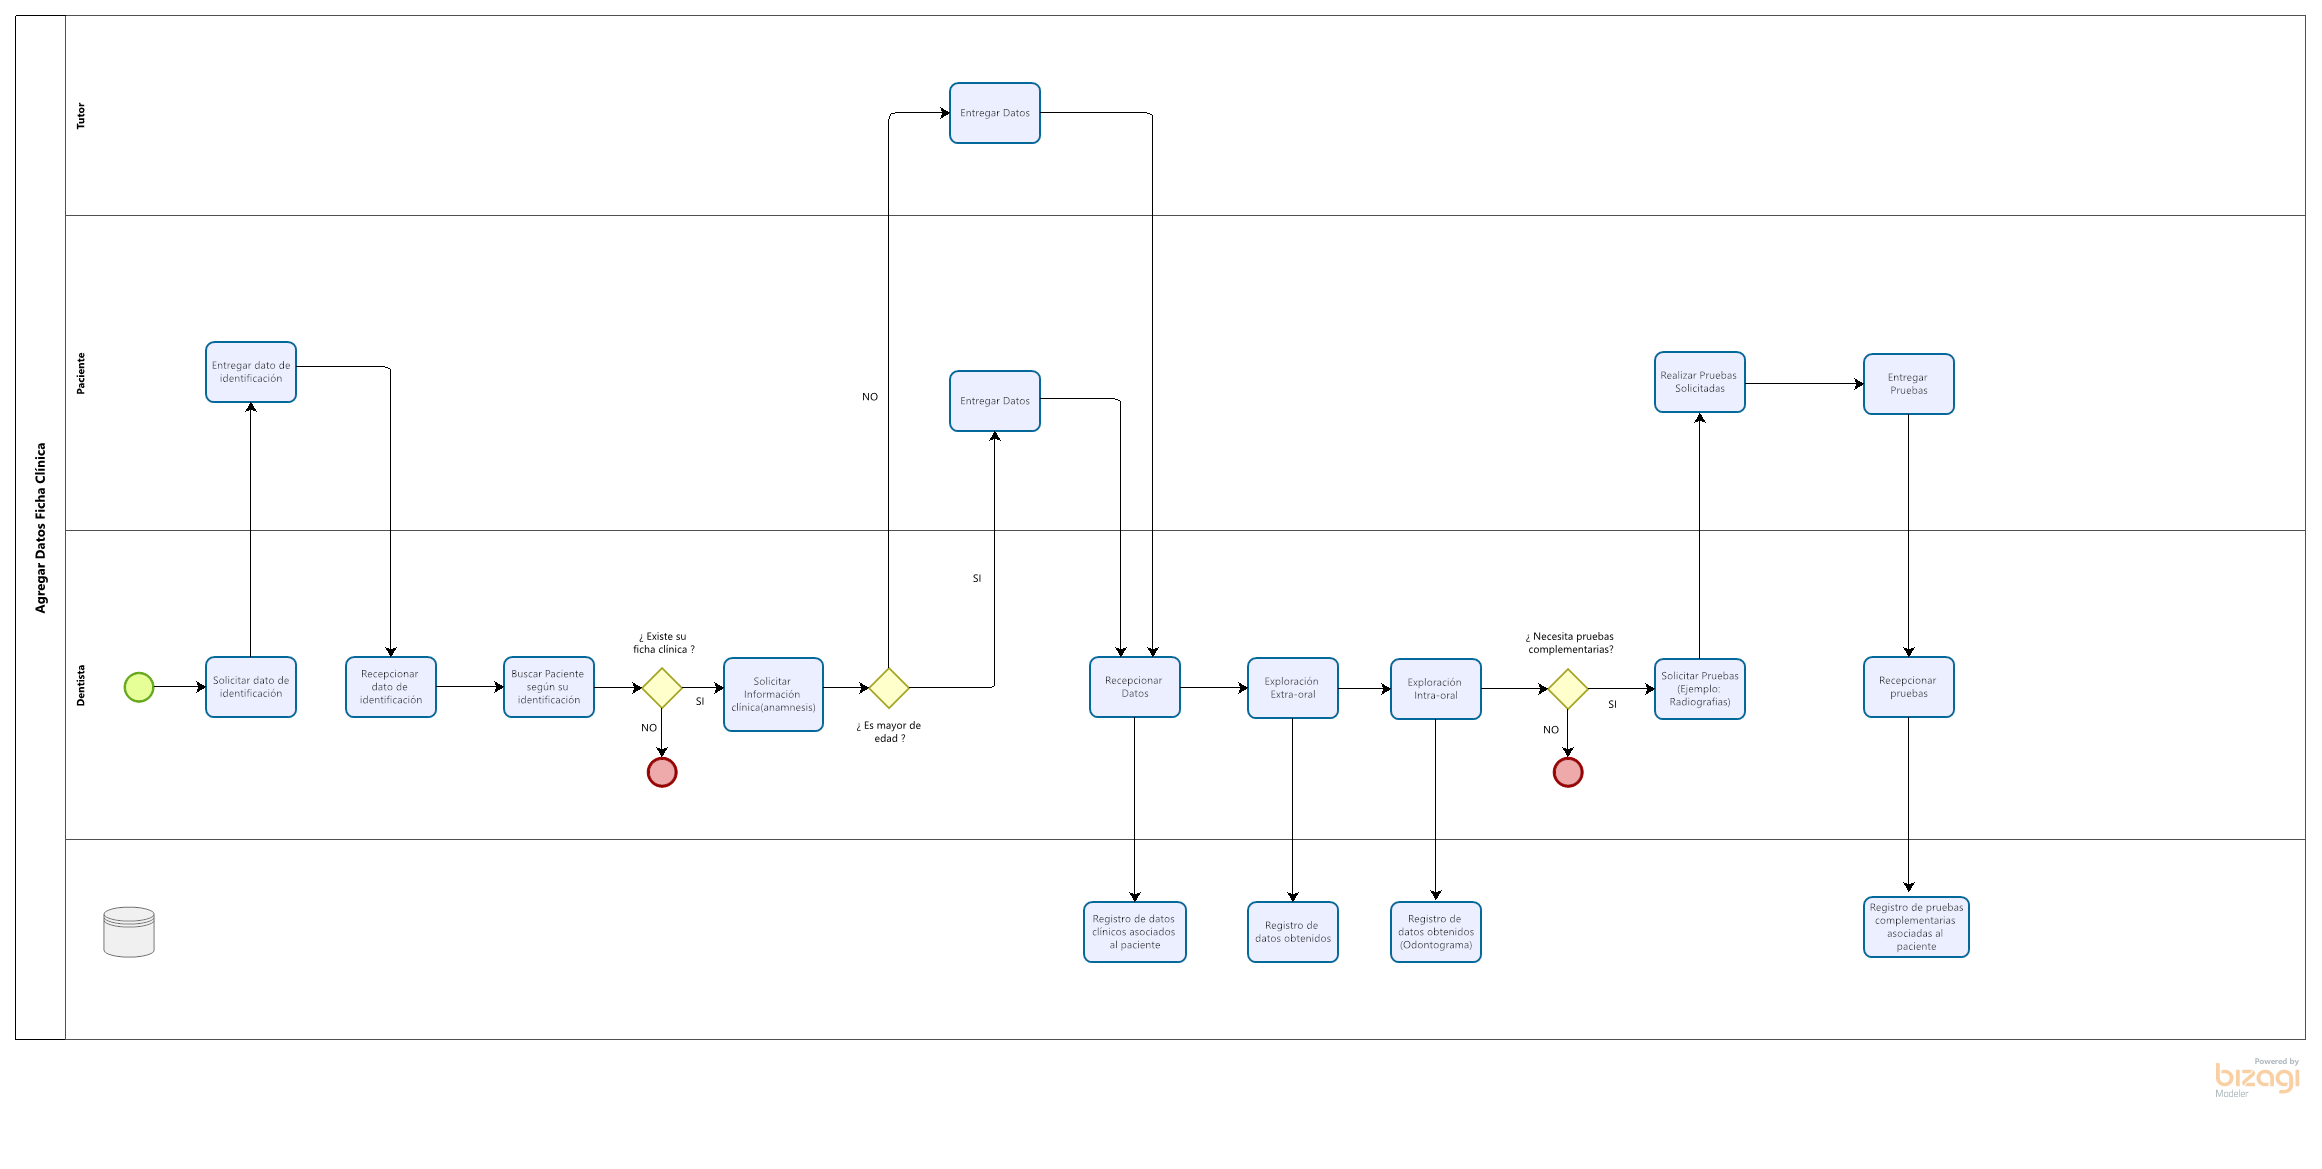 Agregar Datos Ficha Clínica
Tutor
Entregar Datos
Paciente
Entregar dato de
identificación
NO
Entregar Datos
SI
Realizar Pruebas
Solicitadas
Entregar
Pruebas
Dentista
Solicitar dato de
identificación
Recepcionar
dato de
identificación
Buscar Paciente
según su
identificación
¿ Existe su
ficha clínica ?
SI
NO
Solicitar
Información
clínica(anamnesis)
¿ Es mayor de
edad ?
Recepcionar
Datos
Exploración
Extra-oral
Exploración
Intra-oral
¿ Necesita pruebas
complementarias?
SI
NO
Solicitar Pruebas
(Ejemplo:
Radiografias)
Recepcionar
pruebas
Registro de datos
clínicos asociados
al paciente
Registro de
datos obtenidos
Registro de
datos obtenidos
(Odontograma)
Registro de pruebas
complementarias
asociadas al
paciente
Powered by
bizagi
Modeler